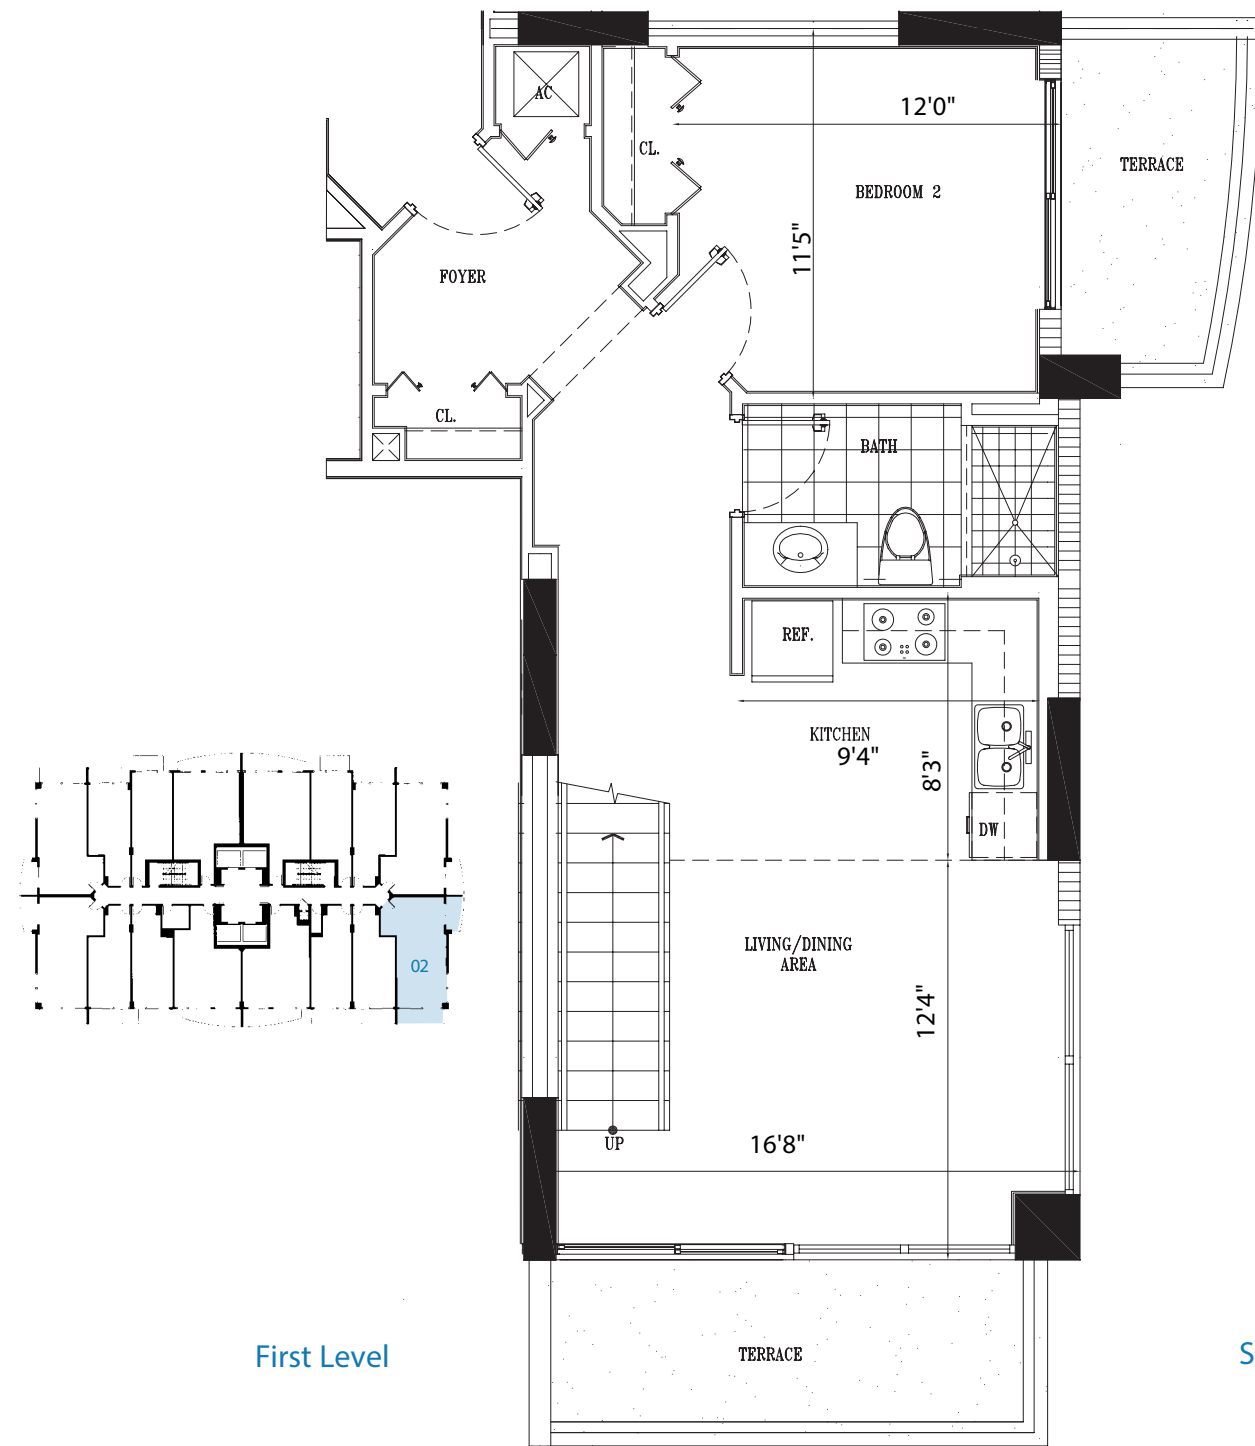 AC
CL.
12'0"
TERRACE
BEDROOM 2
11'5"
FOYER
CL.
BATH
REF.
KITCHEN
9'4"
8'3"
DW
LIVING/DINING
AREA
02
12'4"
UP
16'8"
TERRACE
First Level
S